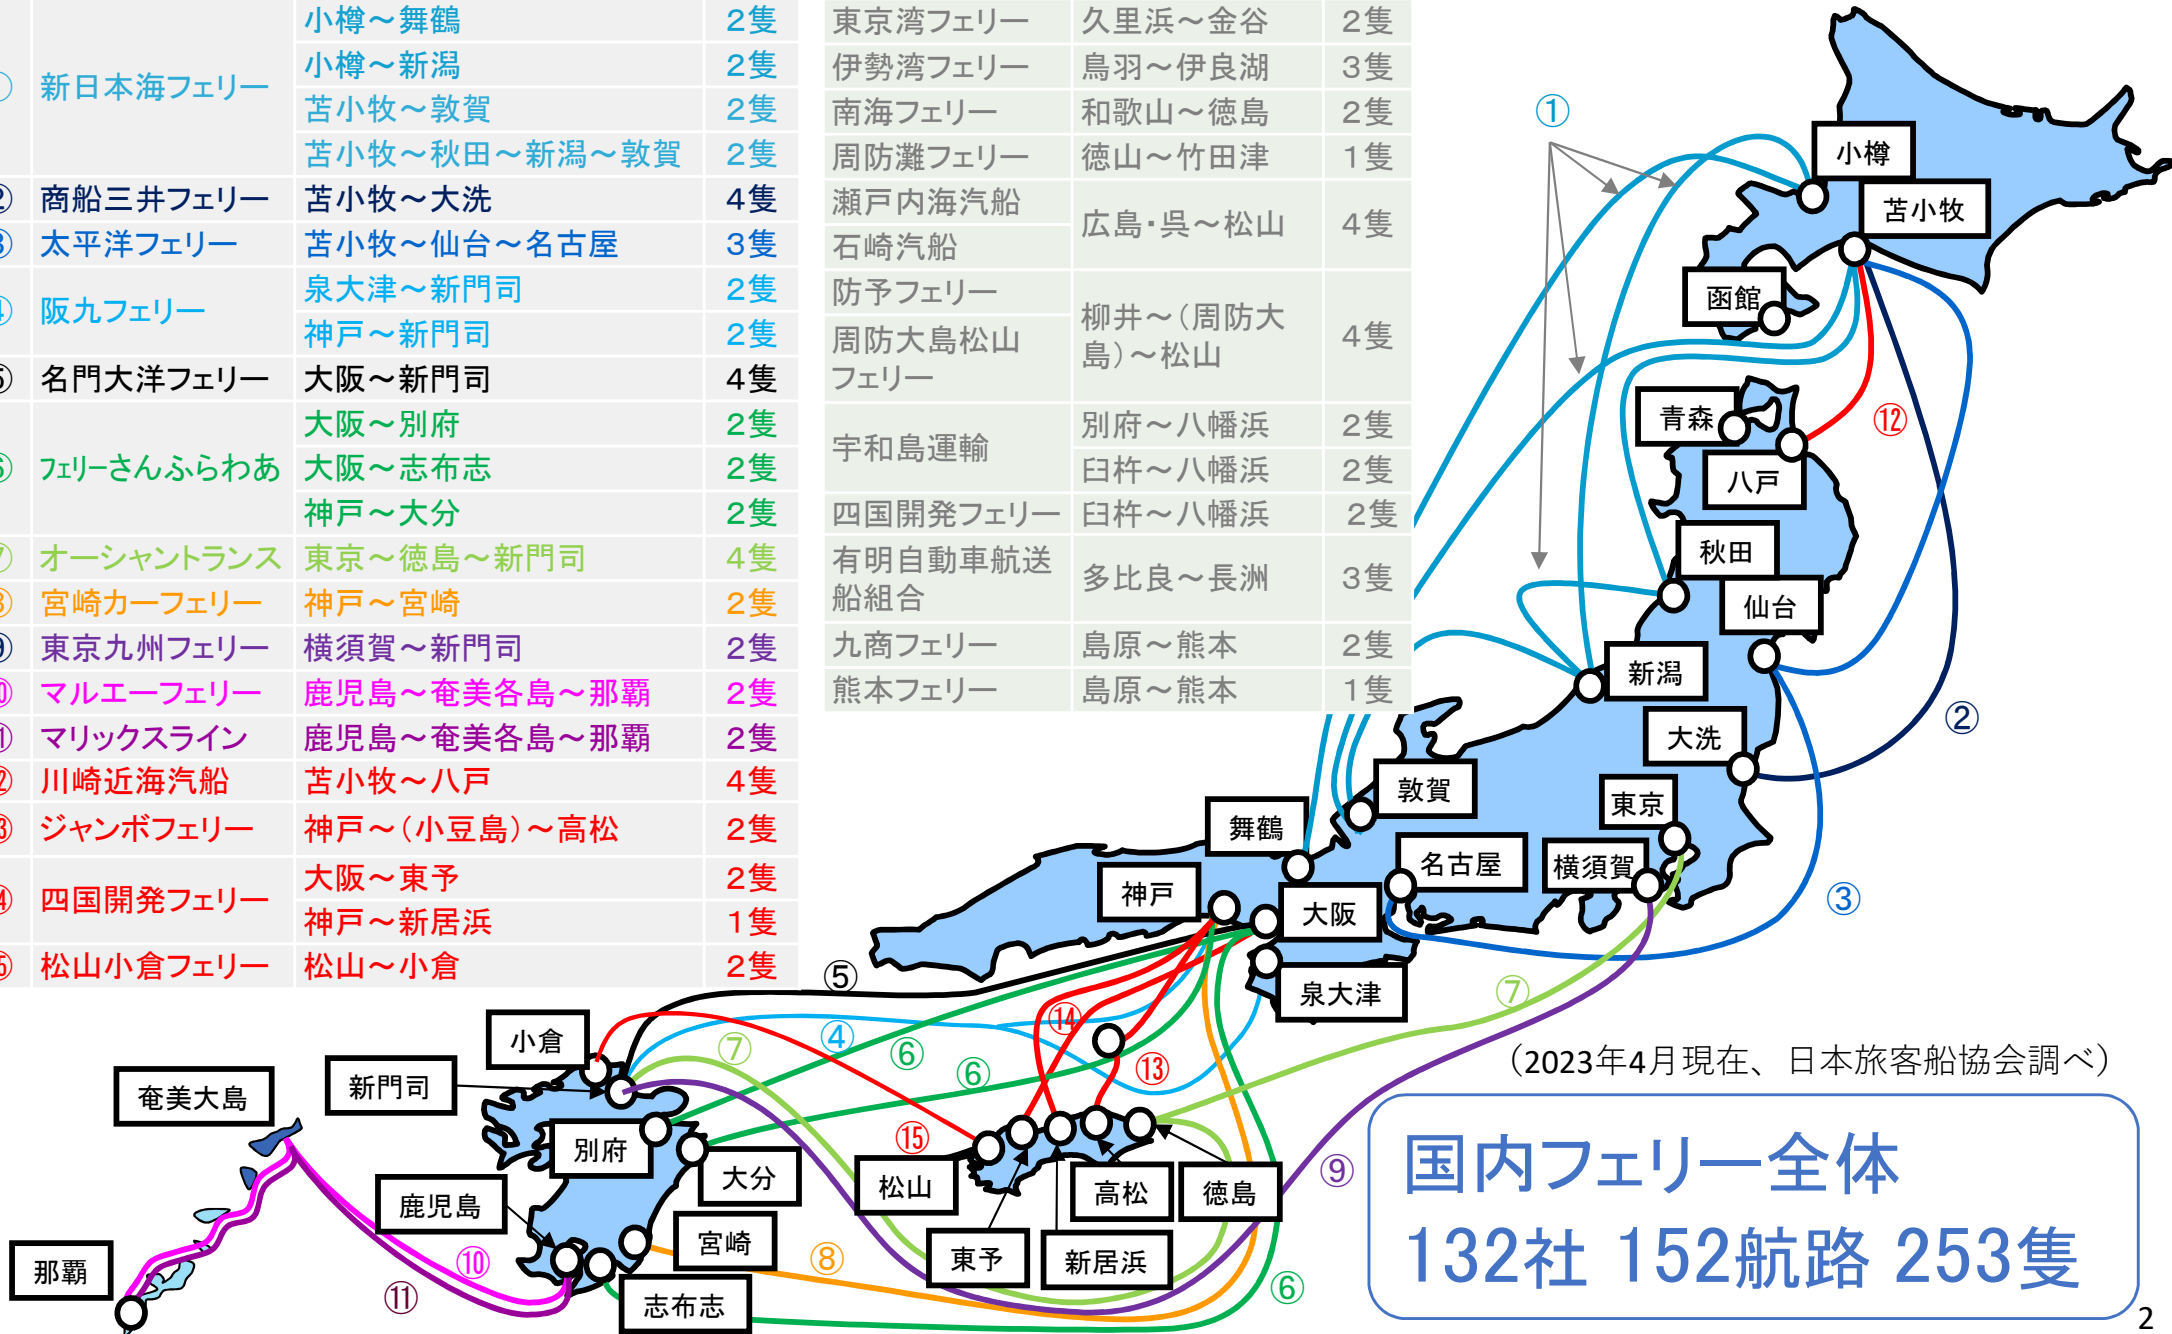 新日本海フェリー
小樽～舞鶴 2隻
小樽～新潟 2隻
苫小牧～敦賀 2隻
苫小牧～秋田～新潟～敦賀 2隻
② 商船三井フェリー 苫小牧～大洗 4隻
③ 太平洋フェリー 苫小牧～仙台～名古屋 3隻
④ 阪九フェリー
泉大津～新門司 2隻
神戸～新門司 2隻
⑤ 名門大洋フェリー 大阪～新門司 4隻
⑥ フェリーさんふらわあ
大阪～別府 2隻
大阪～志布志 2隻
神戸～大分 2隻
⑦ オーシャントランス 東京～徳島～新門司 4隻
⑧ 宮崎カーフェリー 神戸～宮崎 2隻
⑨ 東京九州フェリー 横須賀～新門司 2隻
⑩ マルエーフェリー 鹿児島～奄美各島～那覇 2隻
⑪ マリックスライン 鹿児島～奄美各島～那覇 2隻
⑫ 川崎近海汽船 苫小牧～八戸 4隻
⑬ ジャンボフェリー 神戸～（小豆島）～高松 2隻
⑭ 四国開発フェリー
大阪～東予 2隻
神戸～新居浜 1隻
⑮ 松山小倉フェリー 松山～小倉 2隻
東京湾フェリー 久里浜～金谷 2隻
伊勢湾フェリー 鳥羽～伊良湖 3隻
南海フェリー 和歌山～徳島 2隻
周防灘フェリー 徳山～竹田津 1隻
瀬戸内海汽船
石崎汽船
広島・呉～松山 4隻
防予フェリー
周防大島松山
フェリー
柳井～（周防大
島）～松山
4隻
宇和島運輸
別府～八幡浜 2隻
臼杵～八幡浜 2隻
四国開発フェリー 臼杵～八幡浜 2隻
有明自動車航送
船組合
多比良～長洲 3隻
九商フェリー 島原～熊本 2隻
熊本フェリー 島原～熊本 1隻
①
小樽
苫小牧
函館
青森
⑫
八戸
秋田
仙台
新潟
②
大洗
敦賀
東京
舞鶴
名古屋
横須賀
神戸
大阪
③
⑤
泉大津
⑦
⑭
小倉
⑦
④
⑥
⑥
⑬
新門司
奄美大島
別府
⑮
大分
松山
高松
徳島
⑨
鹿児島
宮崎
⑧
東予
新居浜
那覇
⑩
⑪
志布志
⑥
（2023年4月現在、日本旅客船協会調べ）
国内フェリー全体
132社 152航路 253隻
2